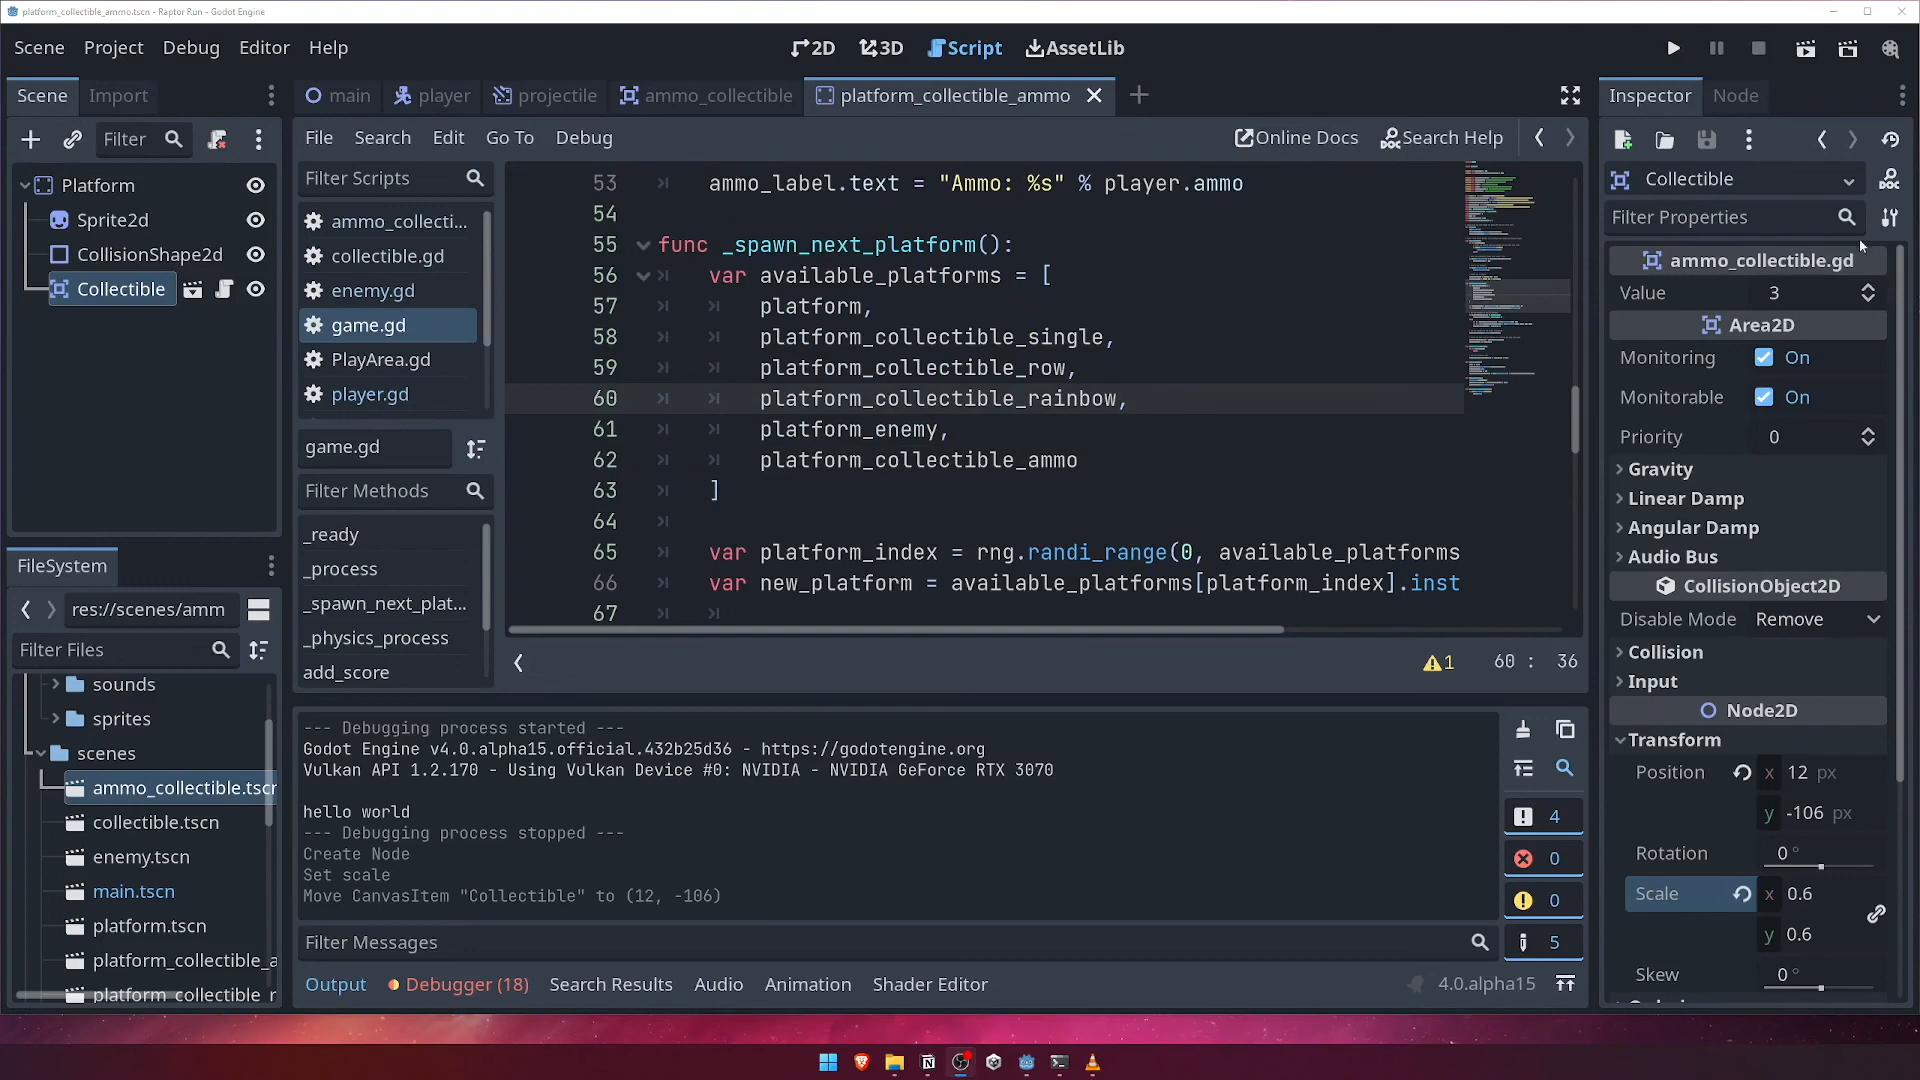 platform_collectible_ammo.tscn - Raptor Run - Godot Engine
Scene Project Debug Editor Help
2D 3D Script AssetLib
Scene Import
Filter
Platform
Sprite2d
CollisionShape2d
Collectible
FileSystem
res://scenes/amm
Filter Files
sounds
sprites
scenes
ammo_collectible.tscn
collectible.tscn
enemy.tscn
main.tscn
platform.tscn
platform_collectible_a
platform_collectible_r
main player projectile ammo_collectible platform_collectible_ammo
File Search Edit Go To Debug
Online Docs Search Help
Filter Scripts
ammo_collecti...
collectible.gd
enemy.gd
game.gd
PlayArea.gd
player.gd
game.gd
Filter Methods
_ready
_process
_spawn_next_plat...
_physics_process
add_score
53 ammo_label.text = "Ammo: %s" % player.ammo
54
55 func _spawn_next_platform():
56 var available_platforms = [
57 platform,
58 platform_collectible_single,
59 platform_collectible_row,
60 platform_collectible_rainbow,
61 platform_enemy,
62 platform_collectible_ammo
63 ]
64
65 var platform_index = rng.randi_range(0, available_platforms
66 var new_platform = available_platforms[platform_index].inst
67
1 60 : 36
--- Debugging process started ---
Godot Engine v4.0.alpha15.official.432b25d36 - https://godotengine.org
Vulkan API 1.2.170 - Using Vulkan Device #0: NVIDIA - NVIDIA GeForce RTX 3070
hello world
--- Debugging process stopped ---
Create Node
Set scale
Move CanvasItem "Collectible" to (12, -106)
4
0
0
5
Filter Messages
Output Debugger (18) Search Results Audio Animation Shader Editor 4.0.alpha15
Inspector Node
Collectible
Filter Properties
ammo_collectible.gd
Value 3
Area2D
Monitoring On
Monitorable On
Priority 0
Gravity
Linear Damp
Angular Damp
Audio Bus
CollisionObject2D
Disable Mode Remove
Collision
Input
Node2D
Transform
Position x 12 px
y -106 px
Rotation 0 °
Scale x 0.6
y 0.6
Skew 0 °